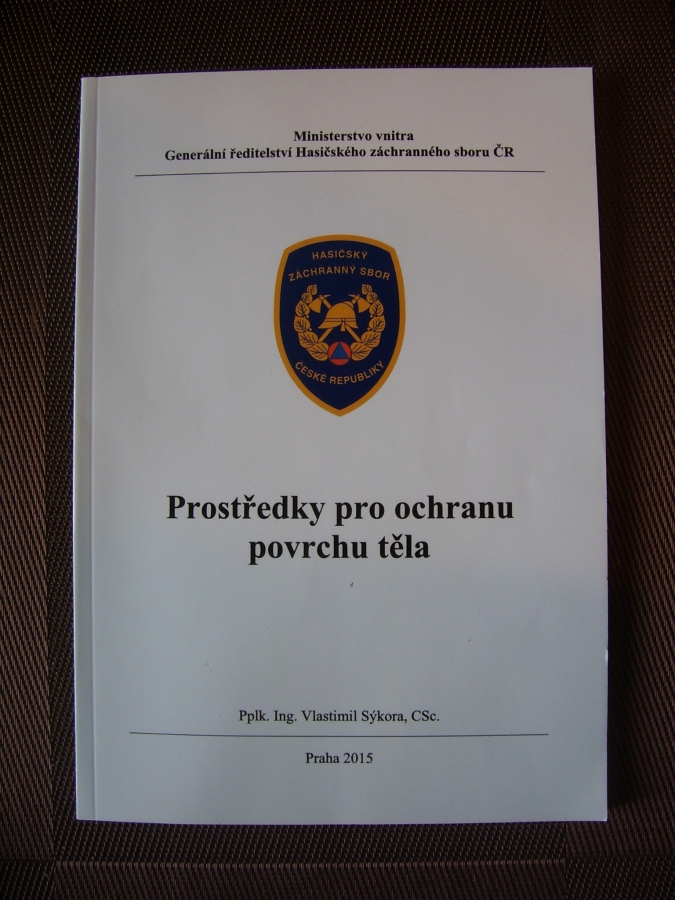 Ministerstvo vnitra
Generální ředitelství Hasičského záchranného sboru ČR
HASIČSKÝ
ZÁCHRANNÝ SBOR
ČESKÉ REPUBLIKY
Prostředky pro ochranu
povrchu těla
Pplk. Ing. Vlastimil Sýkora, CSc.
Praha 2015